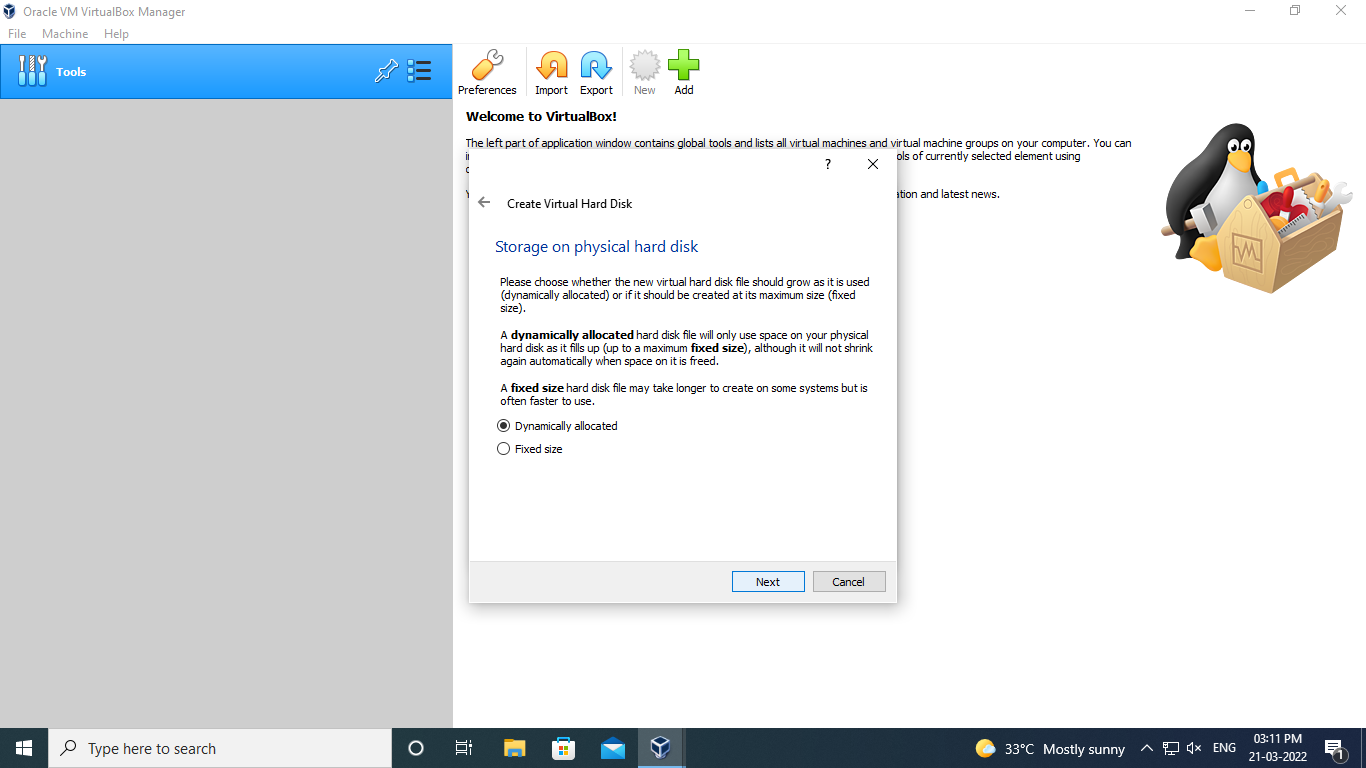 Oracle VM VirtualBox Manager
File Machine Help
Tools
Preferences Import Export New Add
Welcome to VirtualBox!
The left part of application window contains global tools and lists all virtual machines and virtual machine groups on your computer. You can
ols of currently selected element using
ation and latest news.
?
Create Virtual Hard Disk
Storage on physical hard disk
Please choose whether the new virtual hard disk file should grow as it is used
(dynamically allocated) or if it should be created at its maximum size (fixed
size).
A dynamically allocated hard disk file will only use space on your physical
hard disk as it fills up (up to a maximum fixed size), although it will not shrink
again automatically when space on it is freed.
A fixed size hard disk file may take longer to create on some systems but is
often faster to use.
Dynamically allocated
Fixed size
Next Cancel
Type here to search
33°C Mostly sunny
ENG
03:11 PM
21-03-2022
1